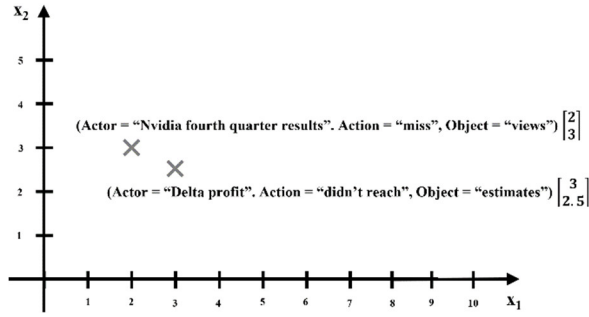 X₂
5
4
(Actor = “Nvidia fourth quarter results”. Action = “miss”, Object = “views”) [2 3]
3
2
(Actor = “Delta profit”. Action = “didn’t reach”, Object = “estimates”) [3 2.5]
1
1 2 3 4 5 6 7 8 9 10
X₁